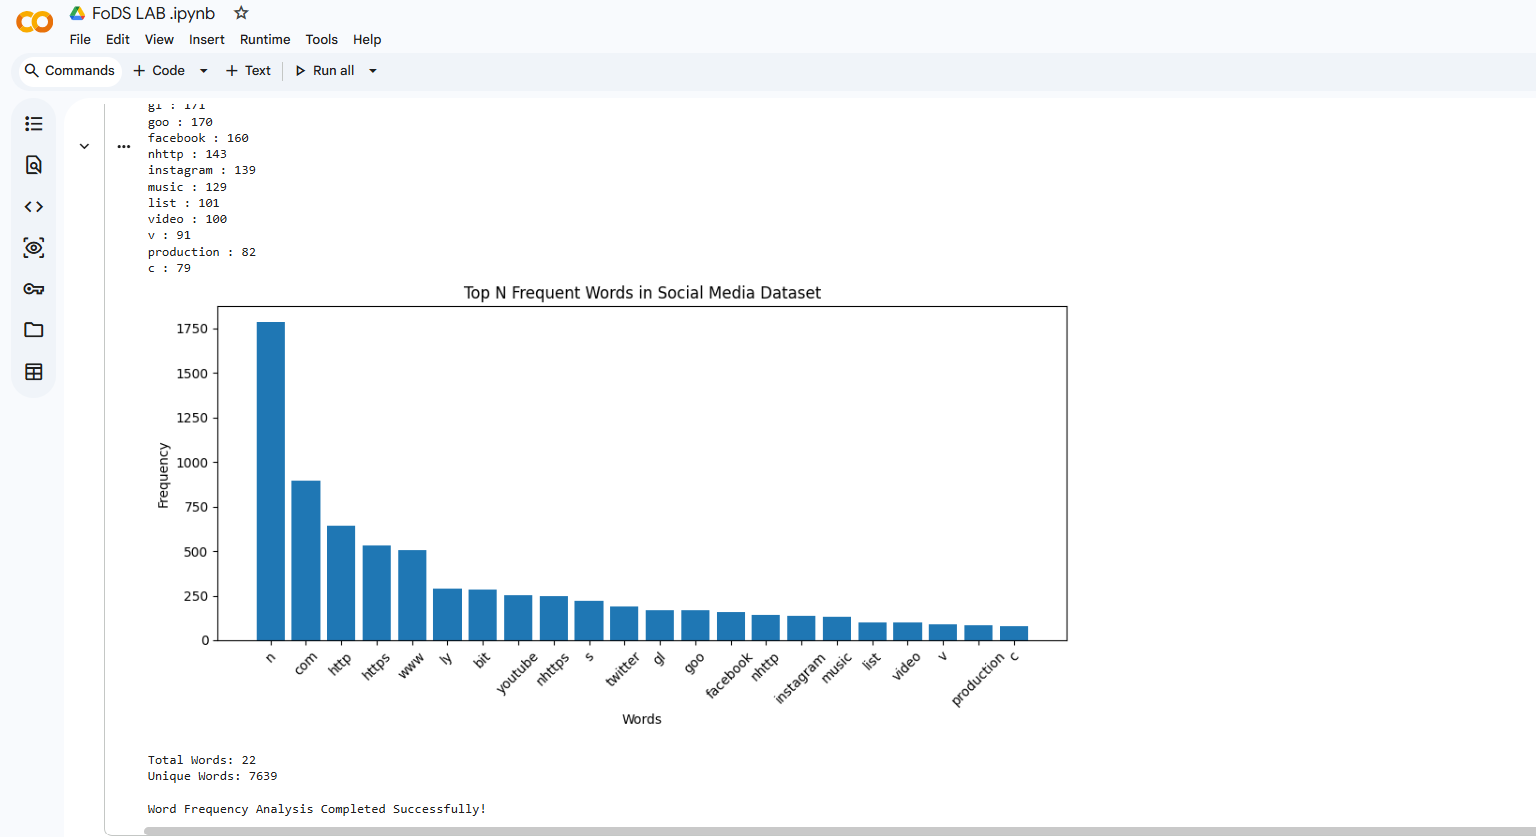 FoDS LAB .ipynb
File Edit View Insert Runtime Tools Help
Commands + Code + Text Run all
gl : 171
goo : 170
facebook : 160
nhttp : 143
instagram : 139
music : 129
list : 101
video : 100
v : 91
production : 82
c : 79
Top N Frequent Words in Social Media Dataset
1750
1500
1250
1000
750
500
250
0
Frequency
n com http https www ly bit youtube nhttps s twitter gl goo facebook nhttp instagram music list video v production c
Words
Total Words: 22
Unique Words: 7639
Word Frequency Analysis Completed Successfully!